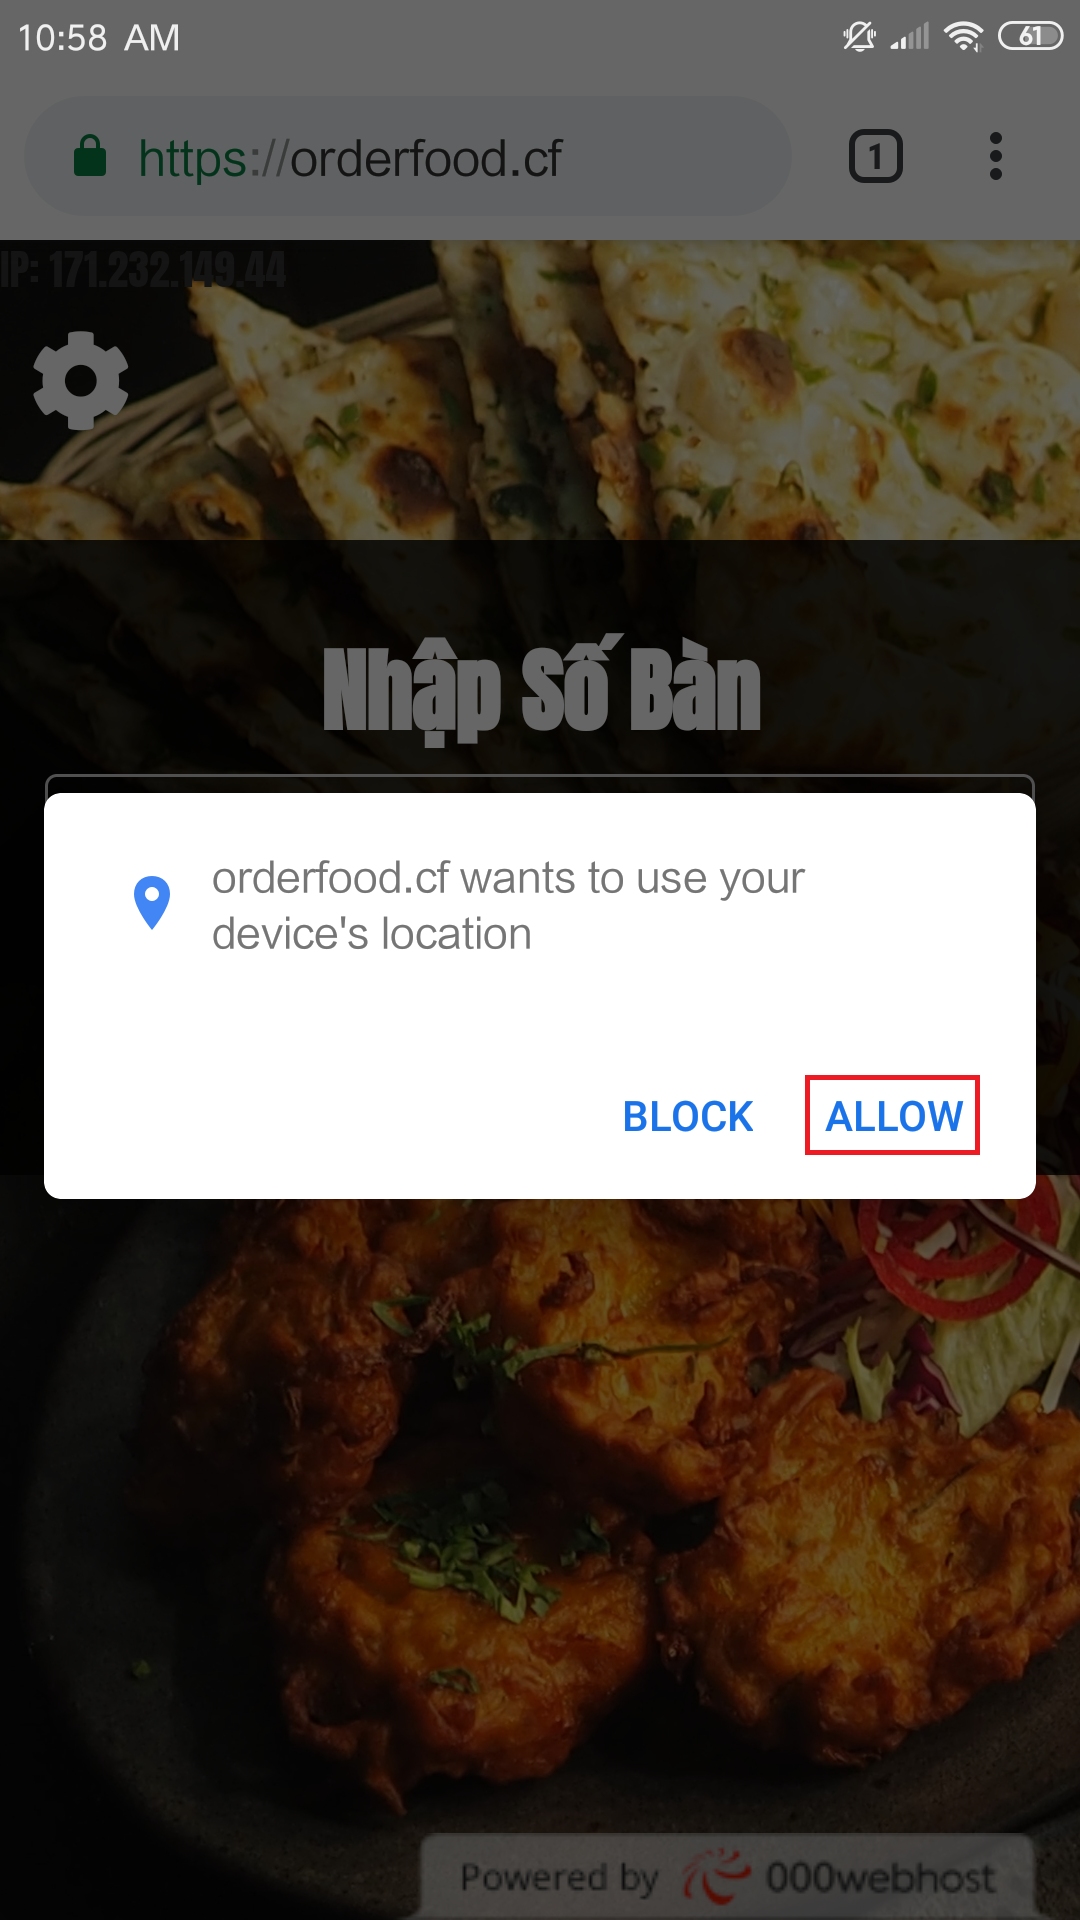 10:58 AM
61
https://orderfood.cf
1
IP: 171.232.149.44
Nhập Số Bàn
orderfood.cf wants to use your
device's location
BLOCK ALLOW
Powered by 000webhost